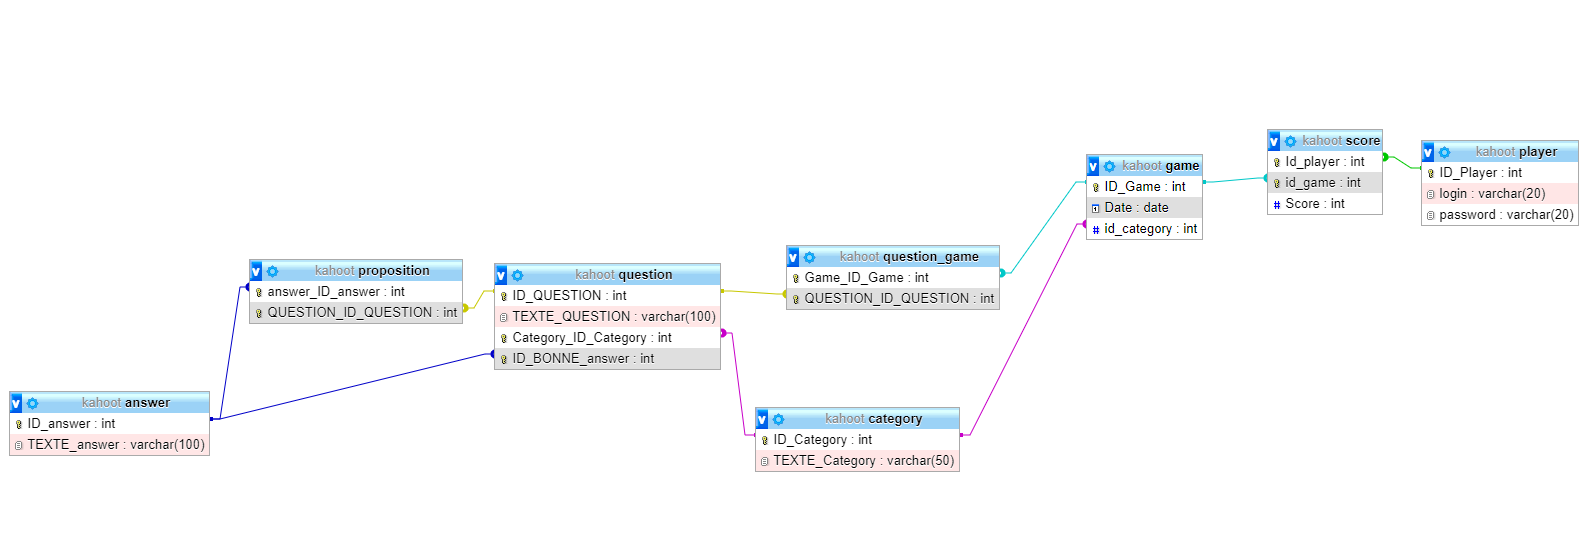 kahoot score
Id_player : int
id_game : int
Score : int
kahoot player
ID_Player : int
login : varchar(20)
password : varchar(20)
kahoot game
ID_Game : int
Date : date
id_category : int
kahoot question_game
Game_ID_Game : int
QUESTION_ID_QUESTION : int
kahoot proposition
answer_ID_answer : int
QUESTION_ID_QUESTION : int
kahoot question
ID_QUESTION : int
TEXTE_QUESTION : varchar(100)
Category_ID_Category : int
ID_BONNE_answer : int
kahoot answer
ID_answer : int
TEXTE_answer : varchar(100)
kahoot category
ID_Category : int
TEXTE_Category : varchar(50)